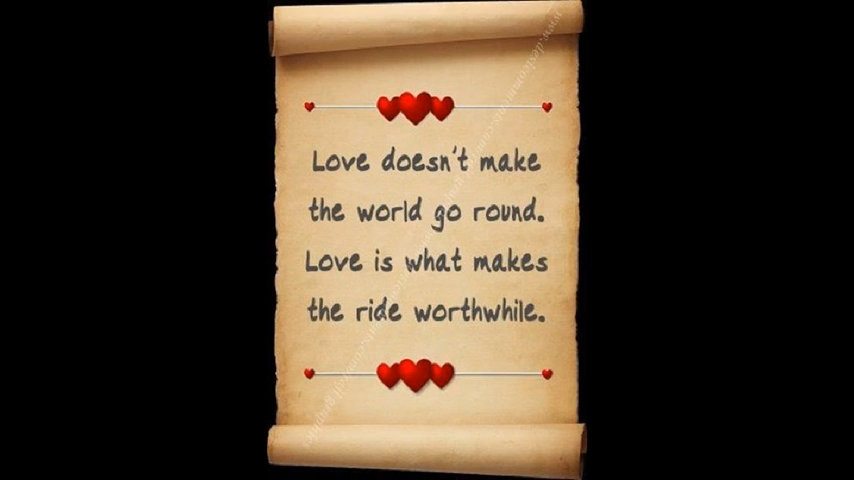 Love doesn't make
the world go round.
Love is what makes
the ride worthwhile.